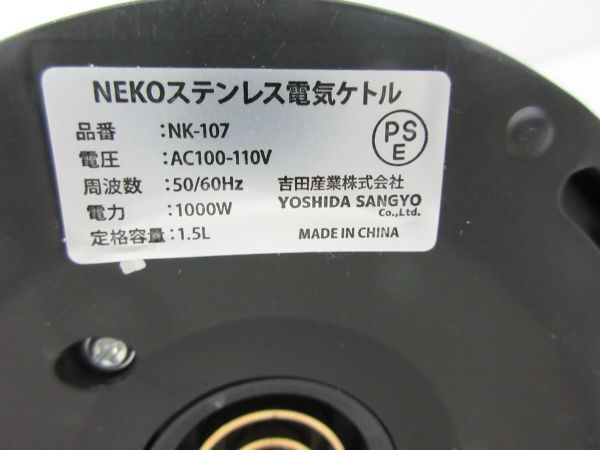 NEKOステンレス電気ケトル
品番 :NK-107
電圧 :AC100-110V
周波数 :50/60Hz
電力 :1000W
定格容量:1.5L
PS
E
吉田産業株式会社
YOSHIDA SANGYO
Co.,Ltd.
MADE IN CHINA